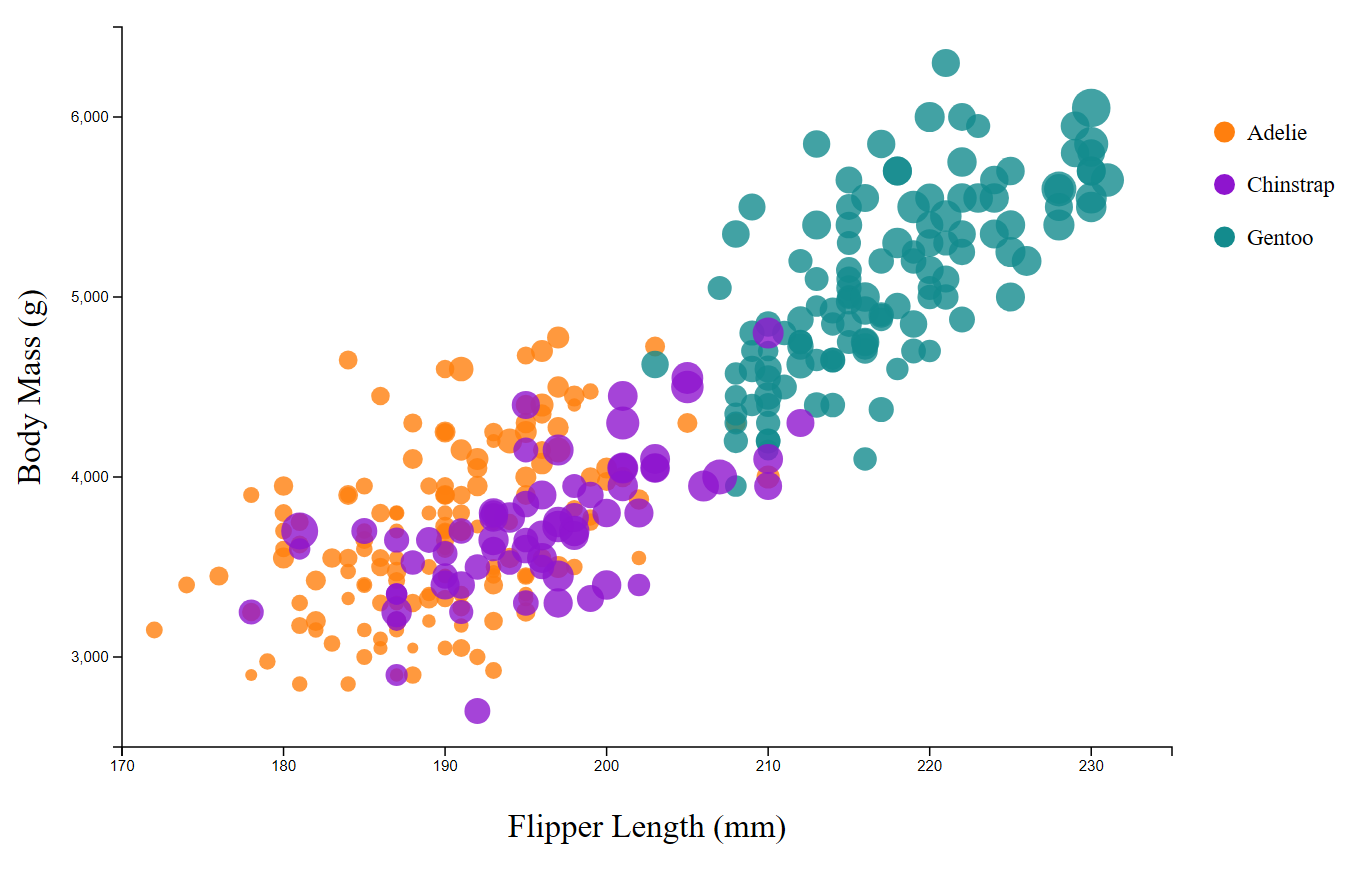 Body Mass (g)
6,000
5,000
4,000
3,000
170 180 190 200 210 220 230
Flipper Length (mm)
Adelie
Chinstrap
Gentoo